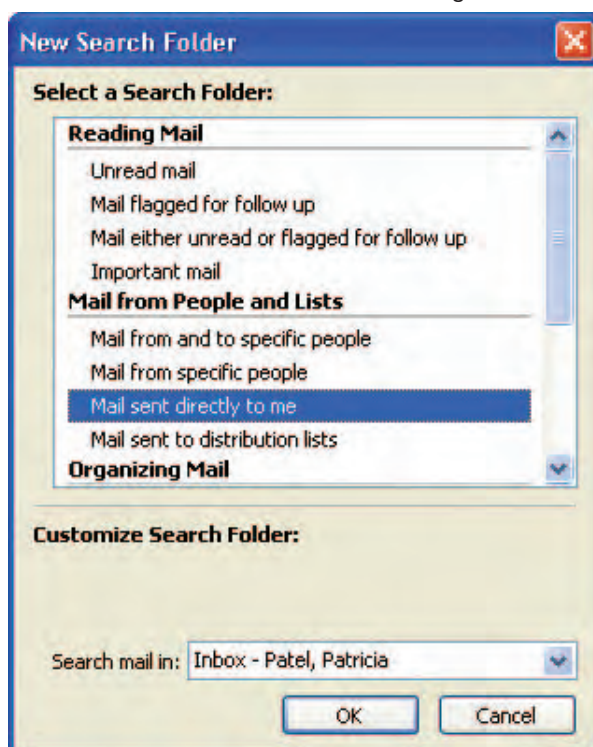 New Search Folder
Select a Search Folder:
Reading Mail
Unread mail
Mail flagged for follow up
Mail either unread or flagged for follow up
Important mail
Mail from People and Lists
Mail from and to specific people
Mail from specific people
Mail sent directly to me
Mail sent to distribution lists
Organizing Mail
Customize Search Folder:
Search mail in: Inbox - Patel, Patricia
OK Cancel